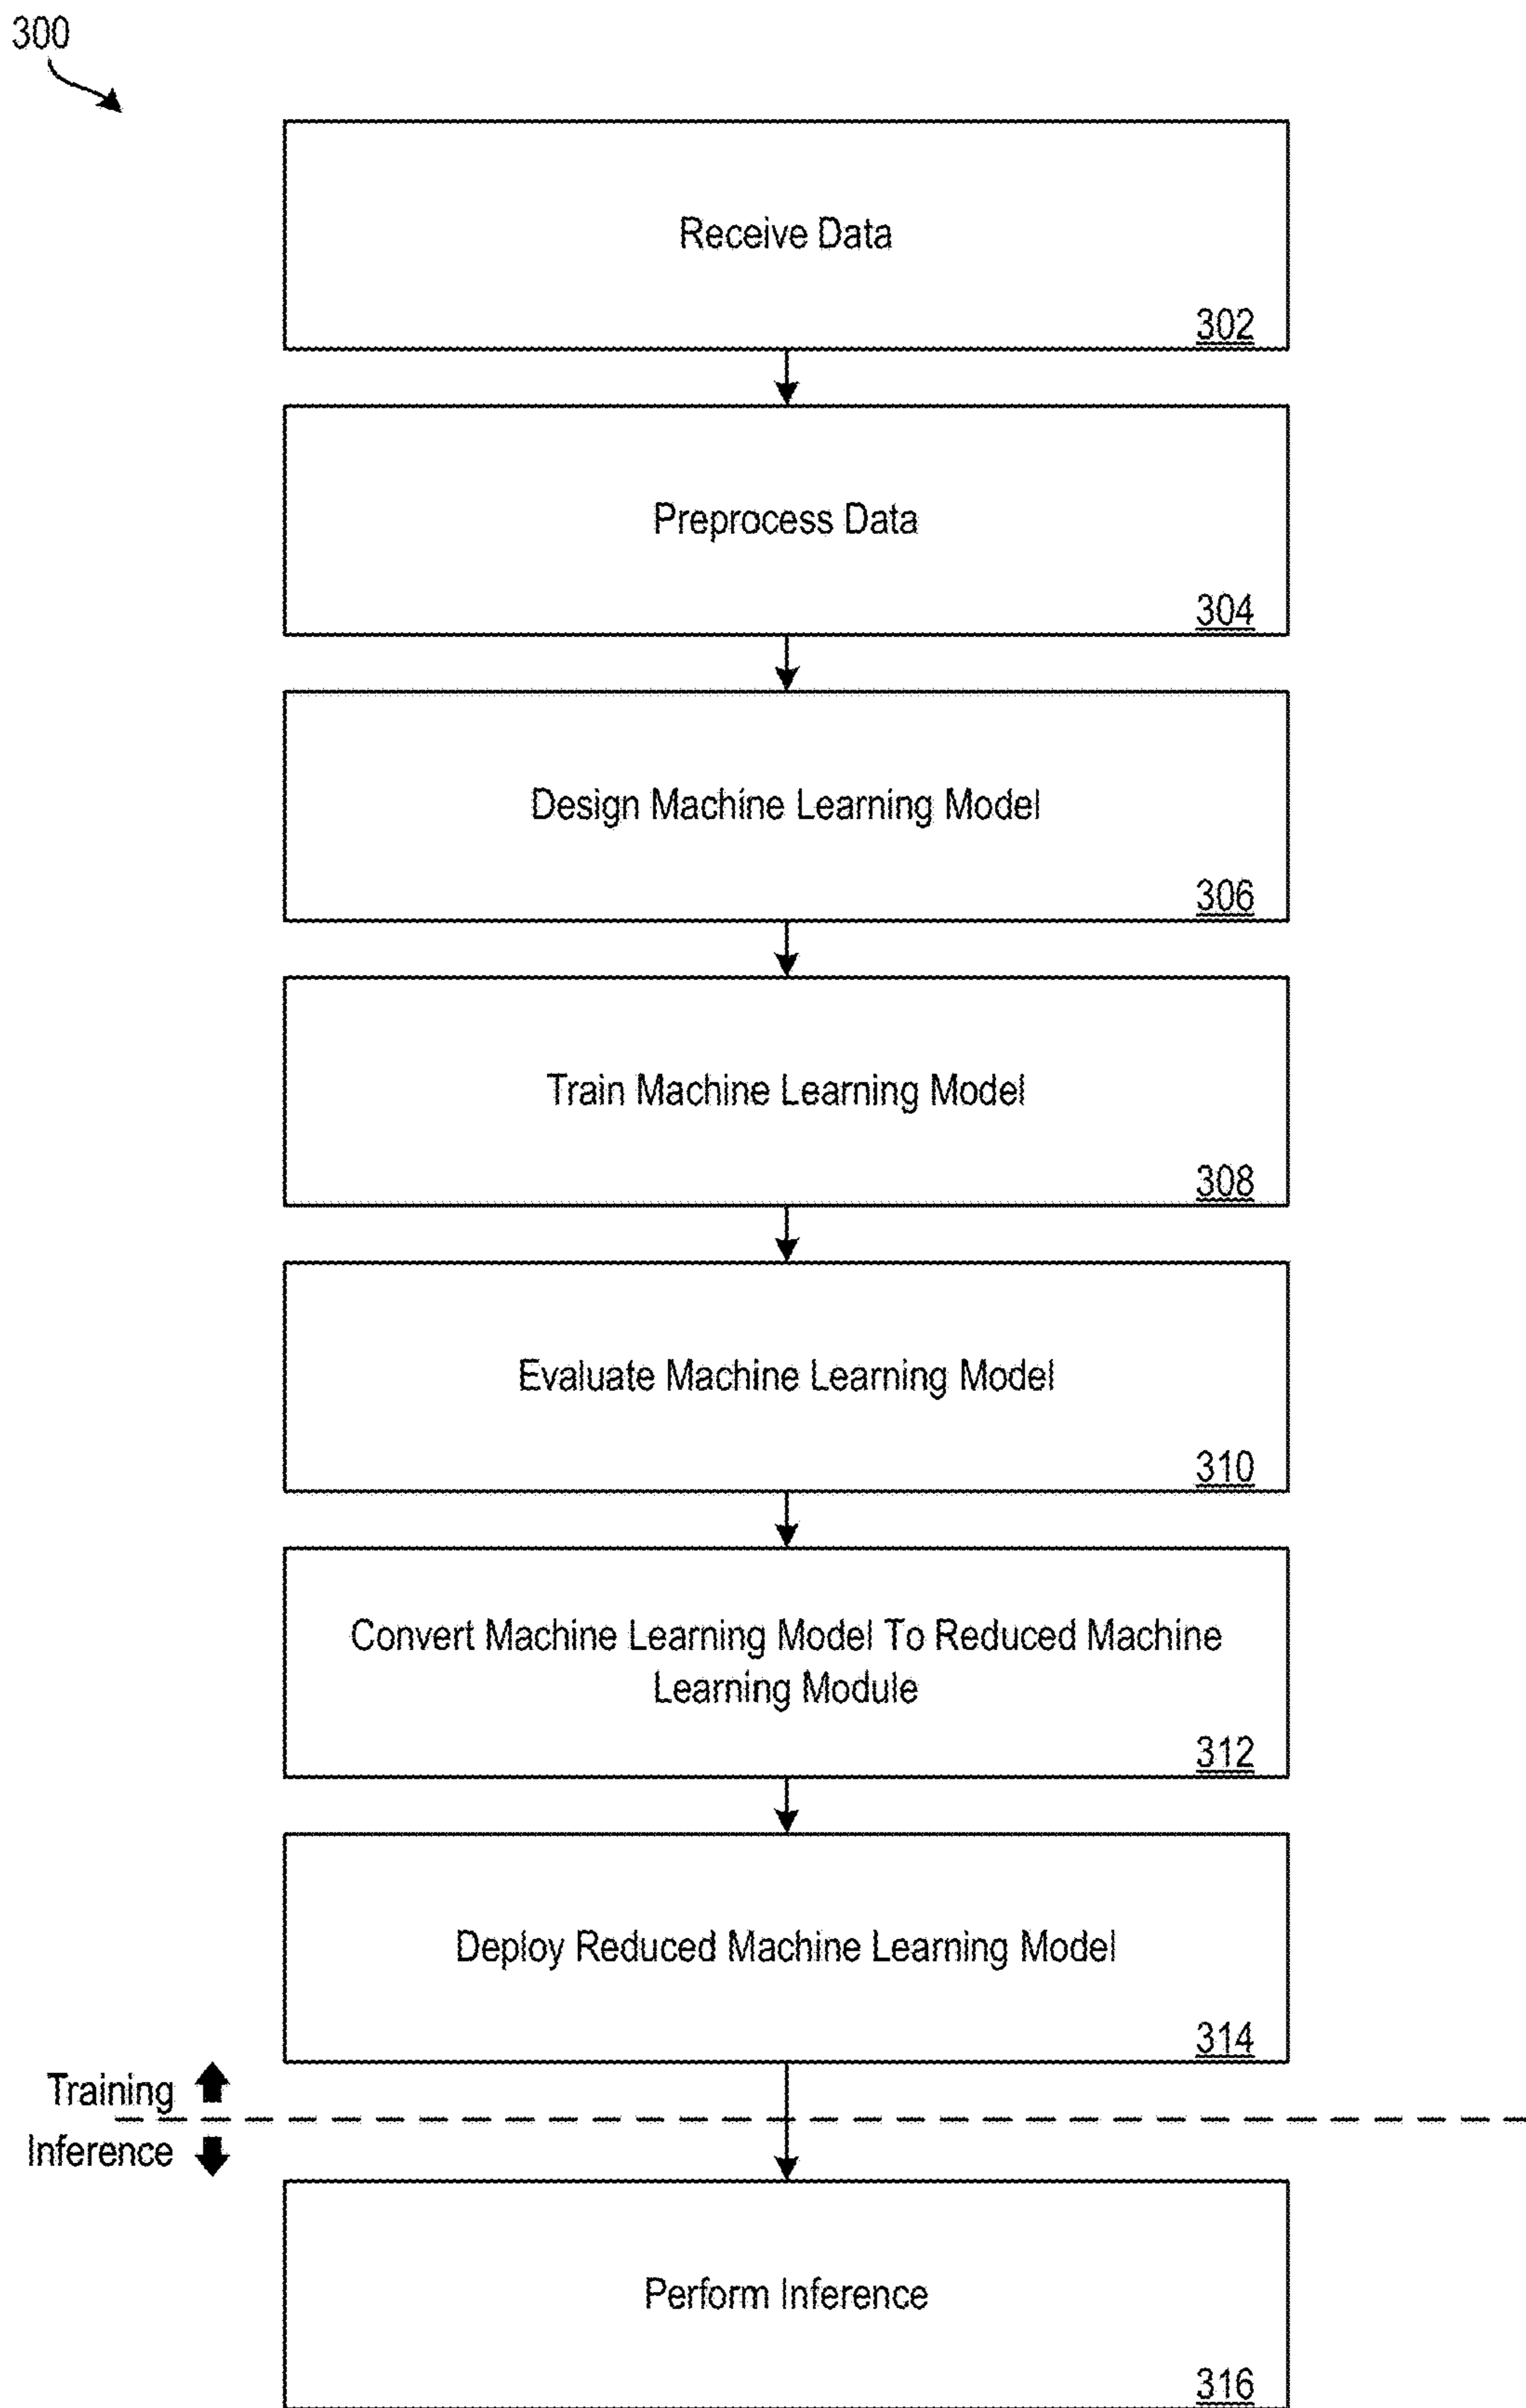 300
Receive Data
302
Preprocess Data
304
Design Machine Learning Model
306
Train Machine Learning Model
308
Evaluate Machine Learning Model
310
Convert Machine Learning Model To Reduced Machine
Learning Module
312
Deploy Reduced Machine Learning Model
314
Training
Inference
Perform Inference
316